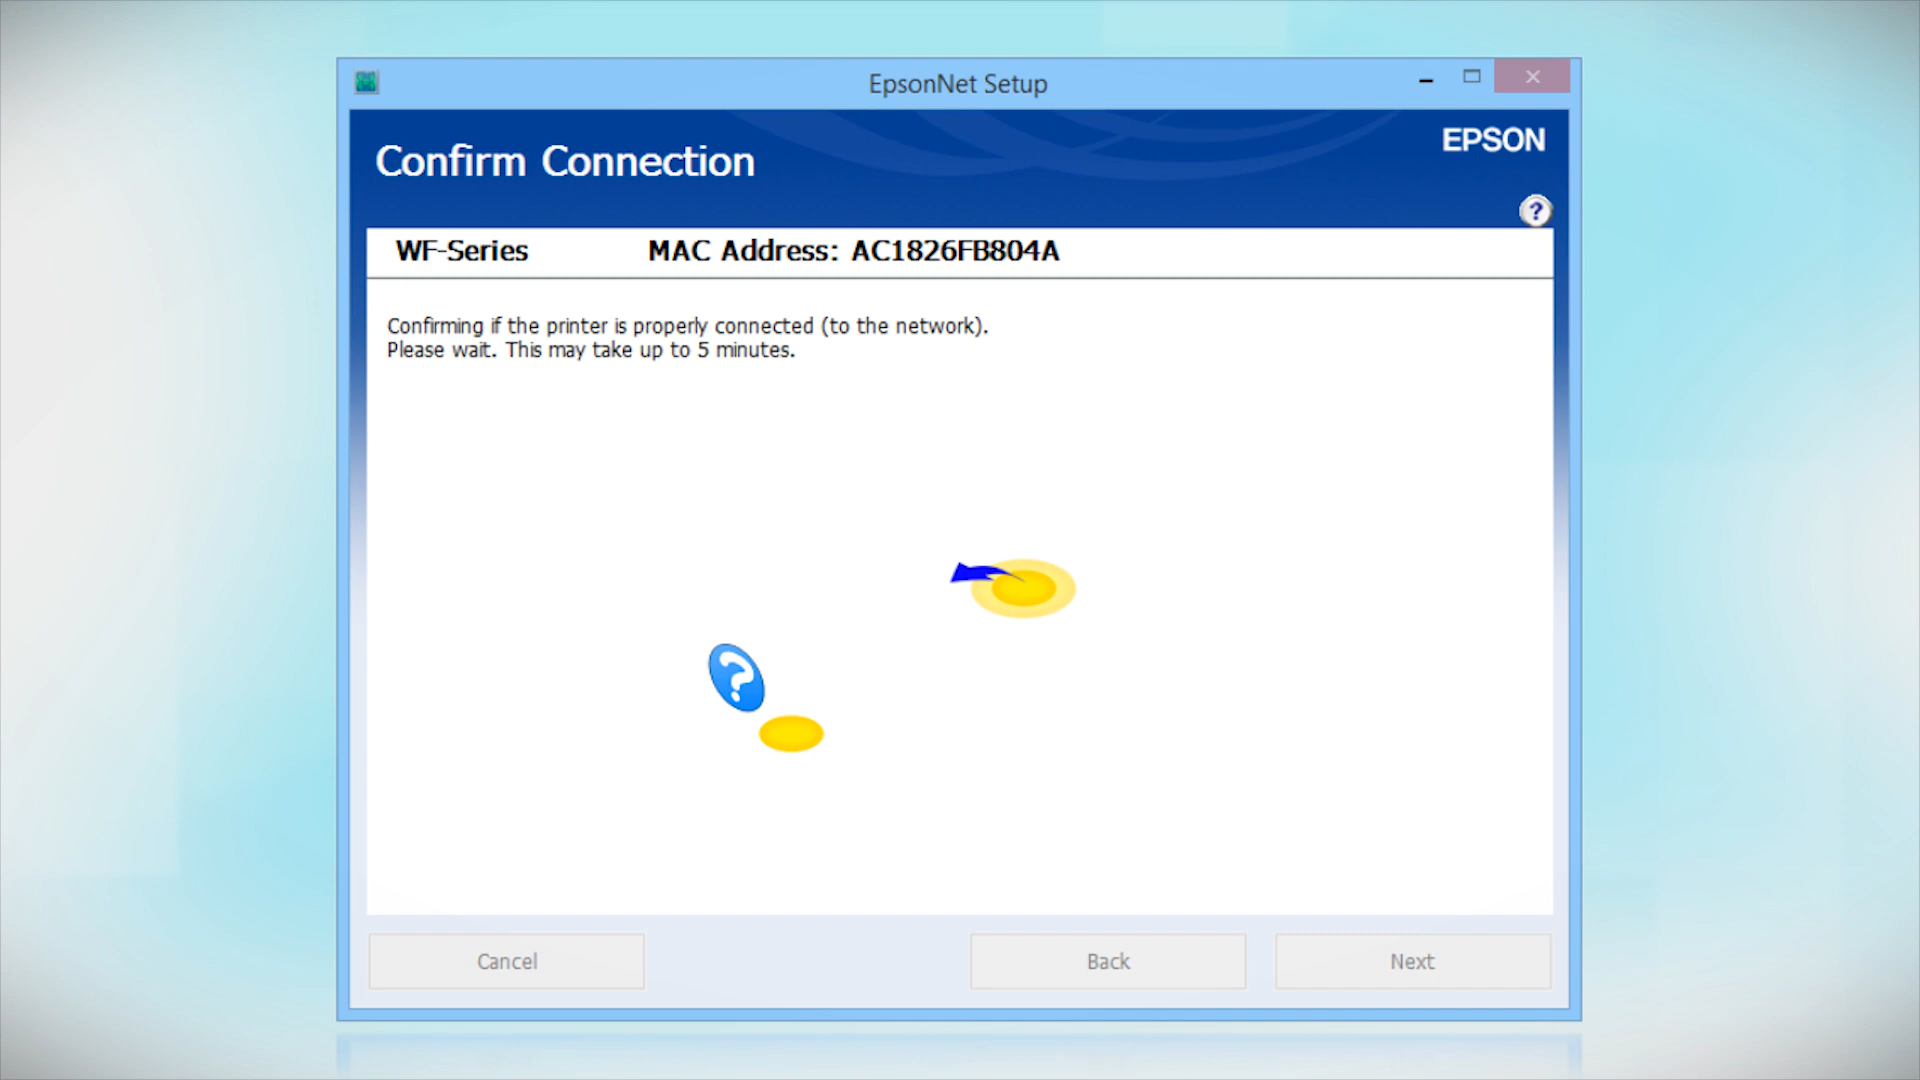 EpsonNet Setup
Confirm Connection
EPSON
?
WF-Series MAC Address: AC1826FB804A
Confirming if the printer is properly connected (to the network).
Please wait. This may take up to 5 minutes.
?
Cancel Back Next